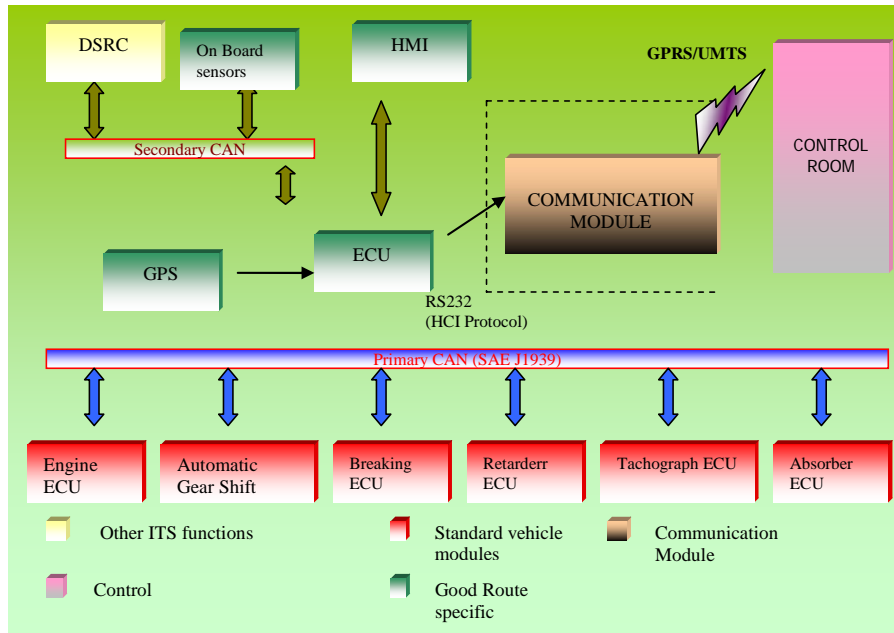 DSRC
On Board
sensors
HMI
GPRS/UMTS
Secondary CAN
COMMUNICATION
MODULE
CONTROL
ROOM
ECU
GPS
RS232
(HCI Protocol)
Primary CAN (SAE J1939)
Engine
ECU
Automatic
Gear Shift
Breaking
ECU
Retarderr
ECU
Tachograph ECU
Absorber
ECU
Other ITS functions
Standard vehicle
modules
Communication
Module
Control
Good Route
specific